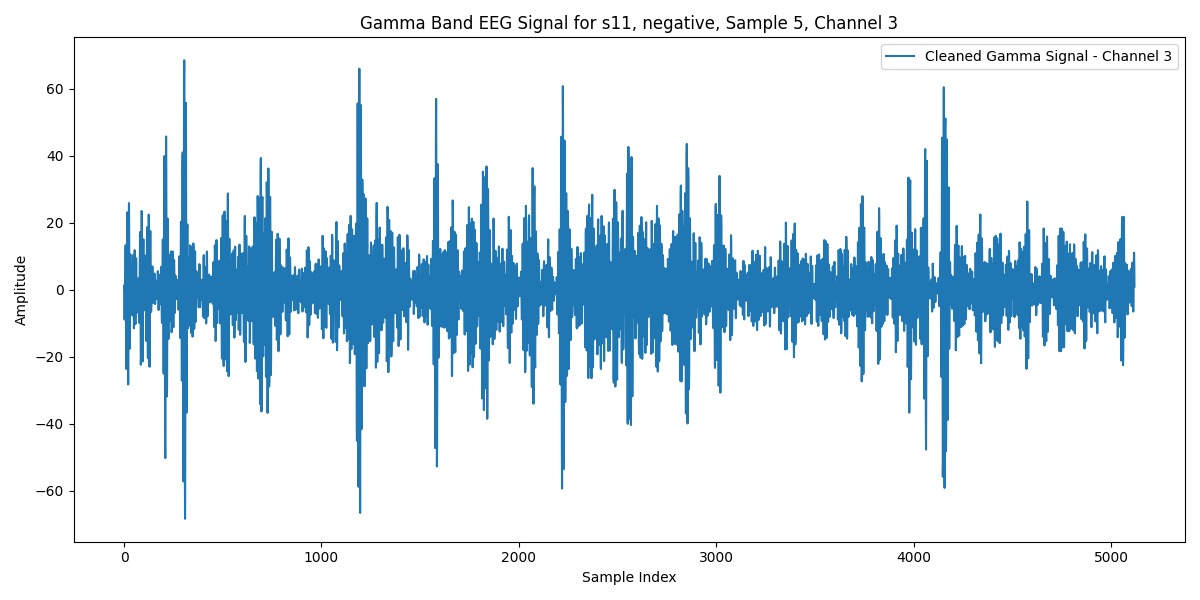 Gamma Band EEG Signal for s11, negative, Sample 5, Channel 3
Cleaned Gamma Signal - Channel 3
60
40
20
0
−20
−40
−60
Amplitude
0 1000 2000 3000 4000 5000
Sample Index